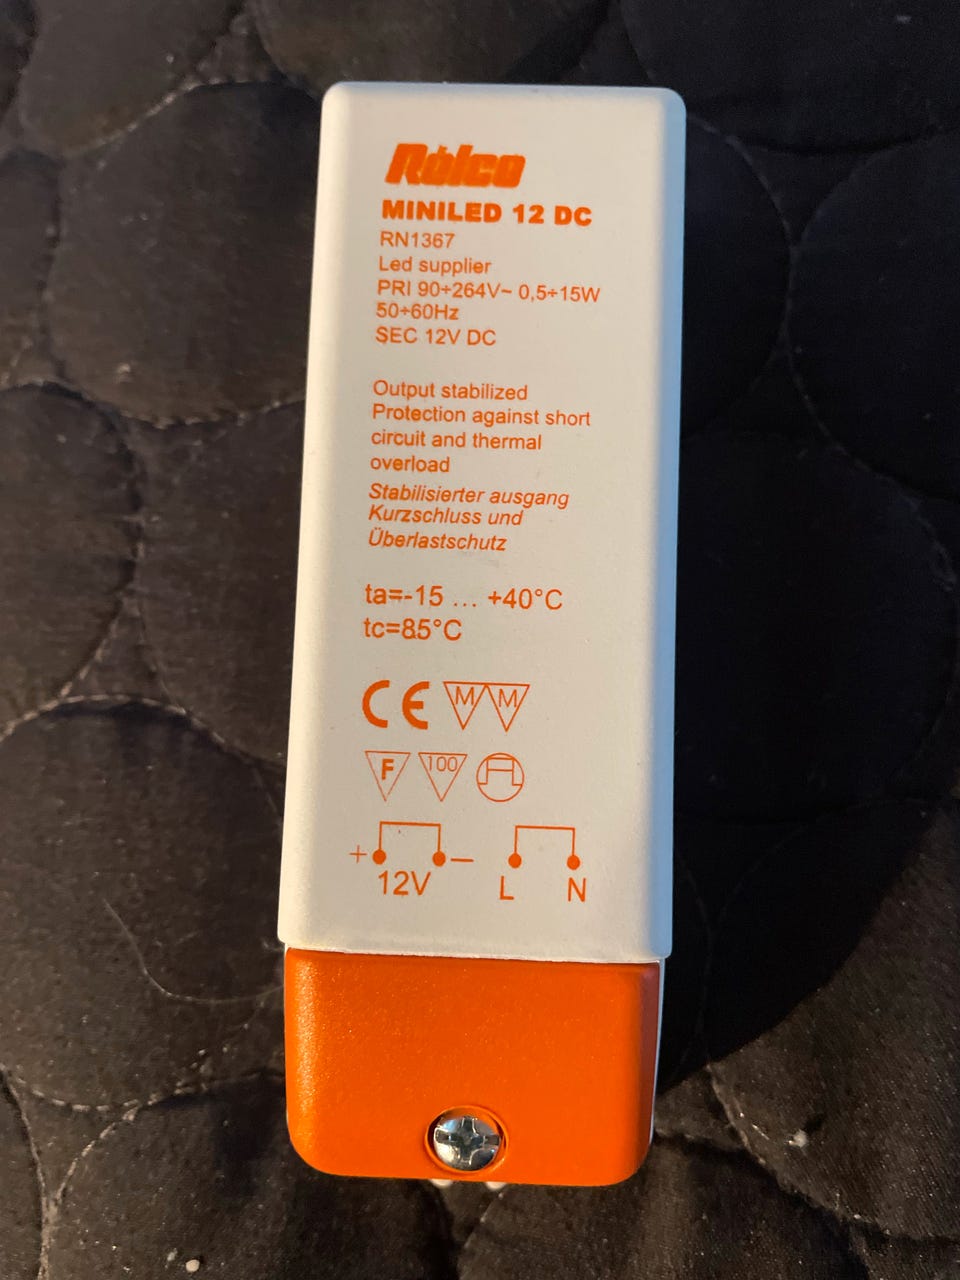 Relco
MINILED 12 DC
RN1367
Led supplier
PRI 90÷264V~ 0,5÷15W
50÷60Hz
SEC 12V DC
Output stabilized
Protection against short
circuit and thermal
overload
Stabilisierter ausgang
Kurzschluss und
Überlastschutz
ta=-15 ... +40°C
tc=85°C
CE M M
F 100
+ 12V –
L N